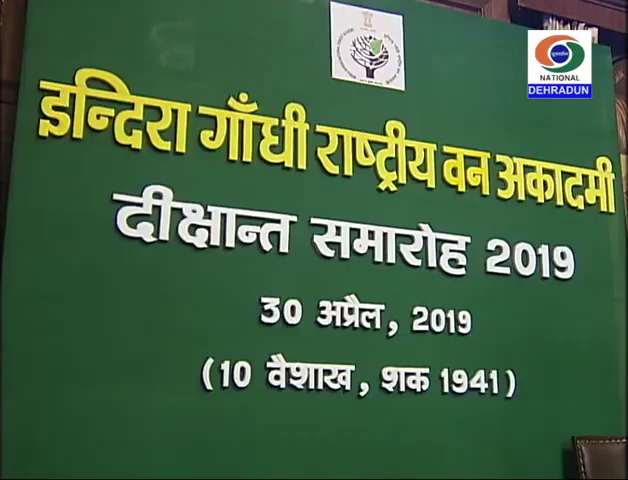 NATIONAL
DEHRADUN
इन्दिरा गाँधी राष्ट्रीय वन अकादमी
दीक्षान्त समारोह 2019
30 अप्रैल, 2019
(10 वैशाख, शक 1941)